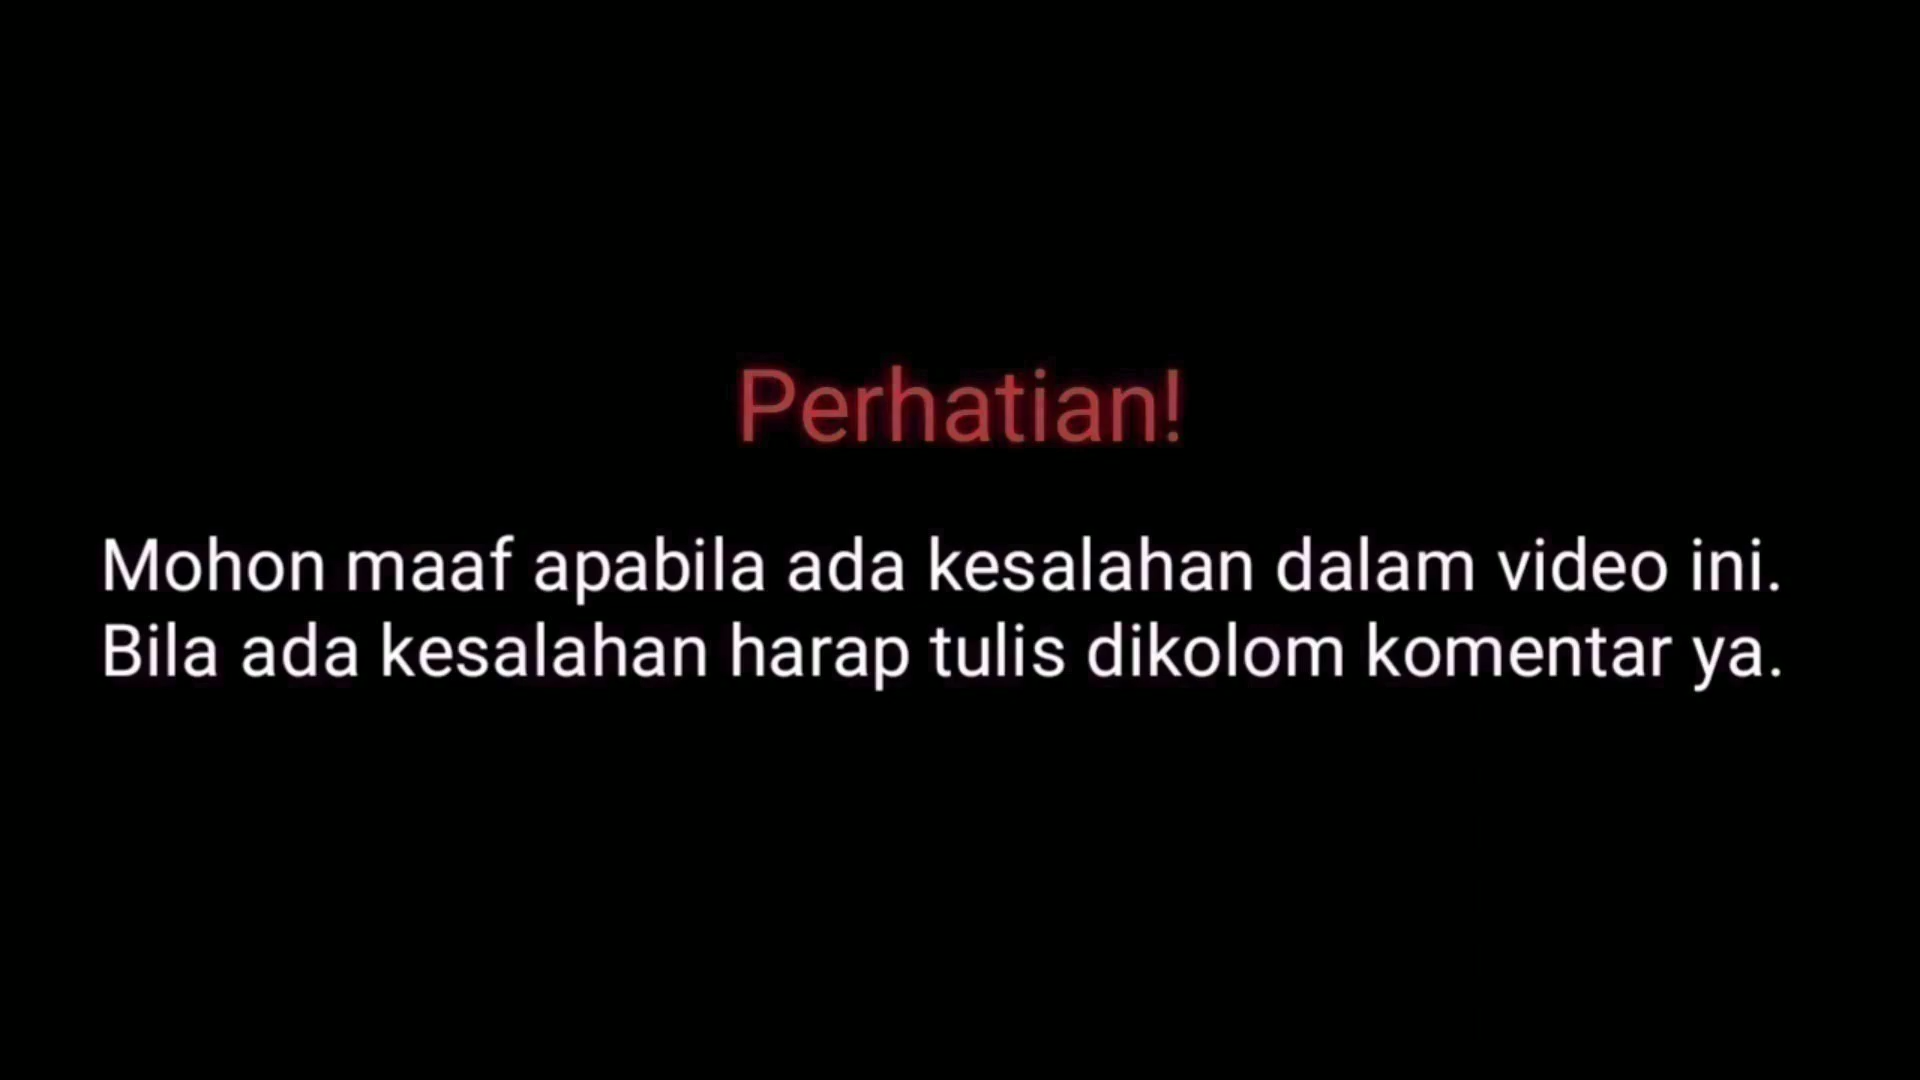 Perhatian!
Mohon maaf apabila ada kesalahan dalam video ini.
Bila ada kesalahan harap tulis dikolom komentar ya.